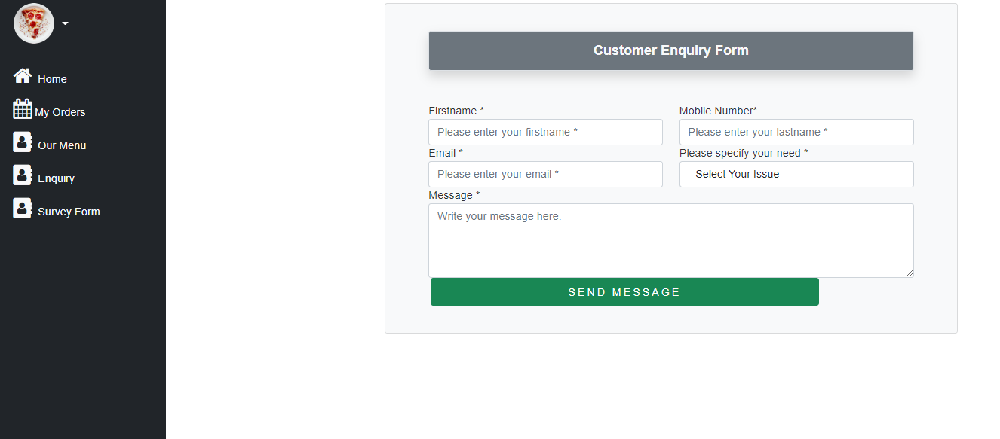 Home
My Orders
Our Menu
Enquiry
Survey Form
Customer Enquiry Form
Firstname *
Mobile Number*
Please enter your firstname *
Please enter your lastname *
Email *
Please specify your need *
Please enter your email *
--Select Your Issue--
Message *
Write your message here.
SEND MESSAGE